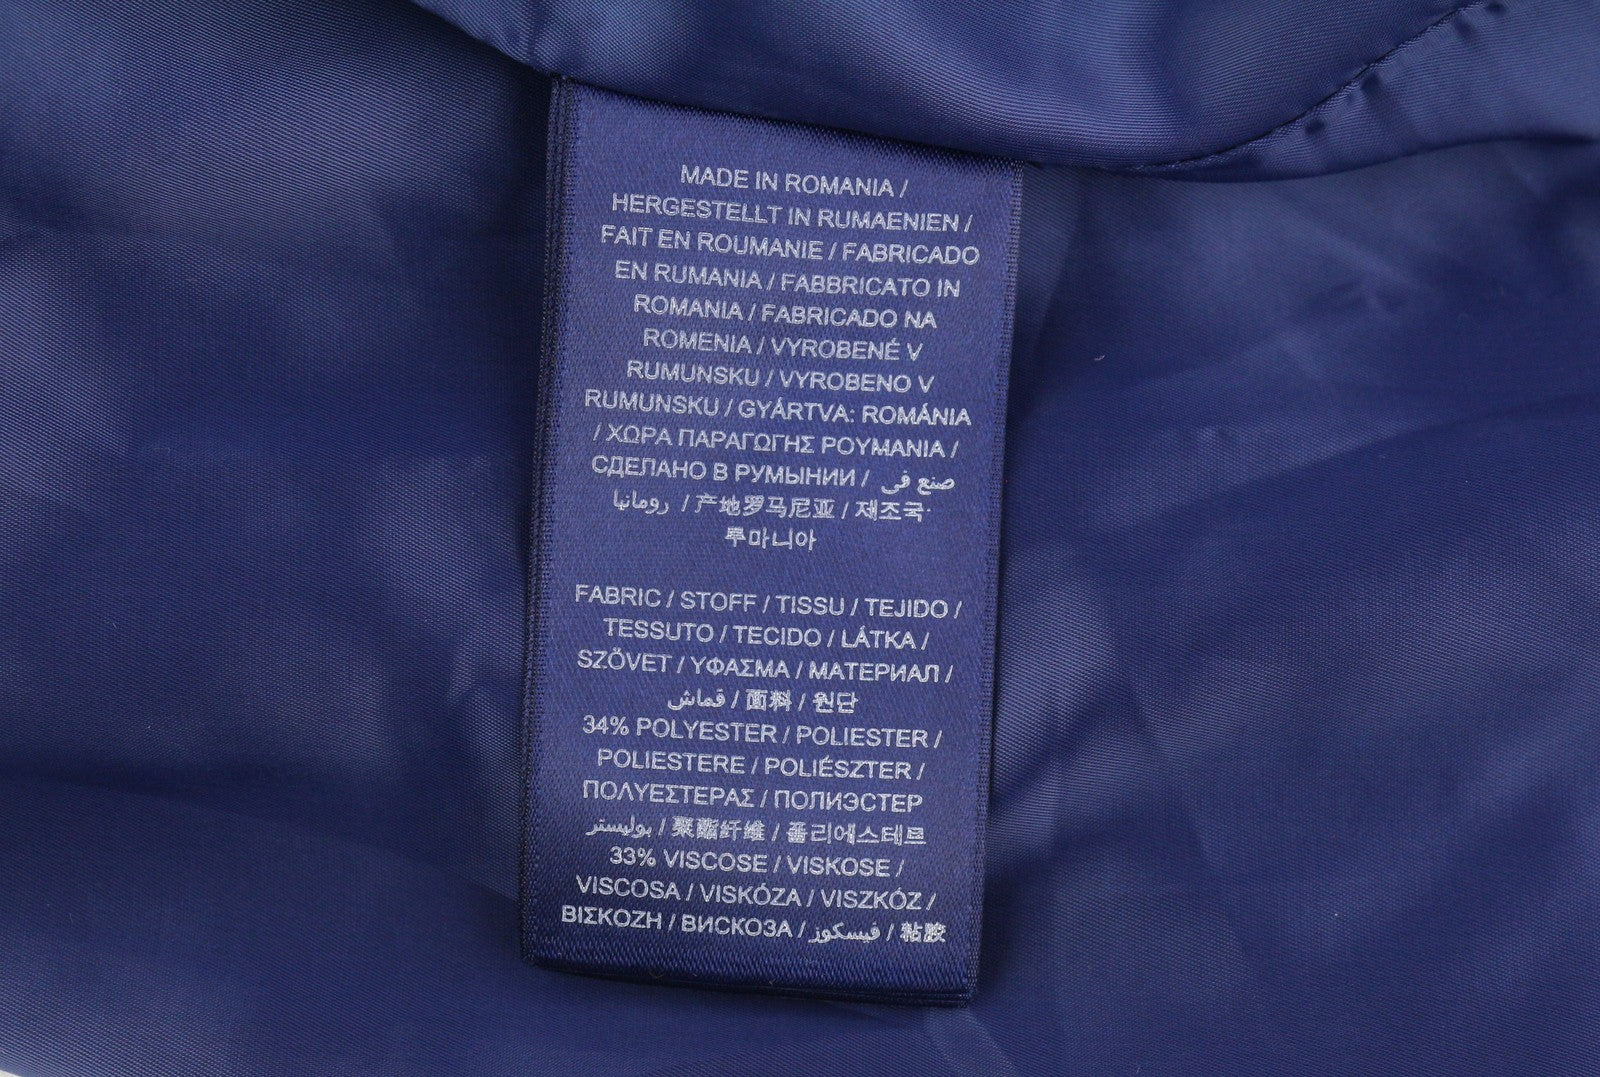 MADE IN ROMANIA /
HERGESTELLT IN RUMAENIEN /
FAIT EN ROUMANIE / FABRICADO
EN RUMANIA / FABBRICATO IN
ROMANIA / FABRICADO NA
ROMENIA / VYROBENÉ V
RUMUNSKU / VYROBENO V
RUMUNSKU / GYÁRTVA: ROMÁNIA
/ ΧΩΡΑ ΠΑΡΑΓΩΓΗΣ ΡΟΥΜΑΝΙΑ /
СДЕЛАНО В РУМЫНИИ / صنع في
رومانيا / 产地罗马尼亚 / 제조국·
루마니아
FABRIC / STOFF / TISSU / TEJIDO /
TESSUTO / TECIDO / LÁTKA /
SZÖVET / ΥΦΑΣΜΑ / МАТЕРИАЛ /
قماش / 面料 / 원단
34% POLYESTER / POLIESTER /
POLIESTERE / POLIÉSZTER /
ΠΟΛΥΕΣΤΕΡΑΣ / ПОЛИЭСТЕР
بوليستر / 聚酯纤维 / 폴리에스테르
33% VISCOSE / VISKOSE /
VISCOSA / VISKÓZA / VISZKÓZ /
ΒΙΣΚΟΖΗ / ВИСКОЗА / فيسكوز / 粘胶